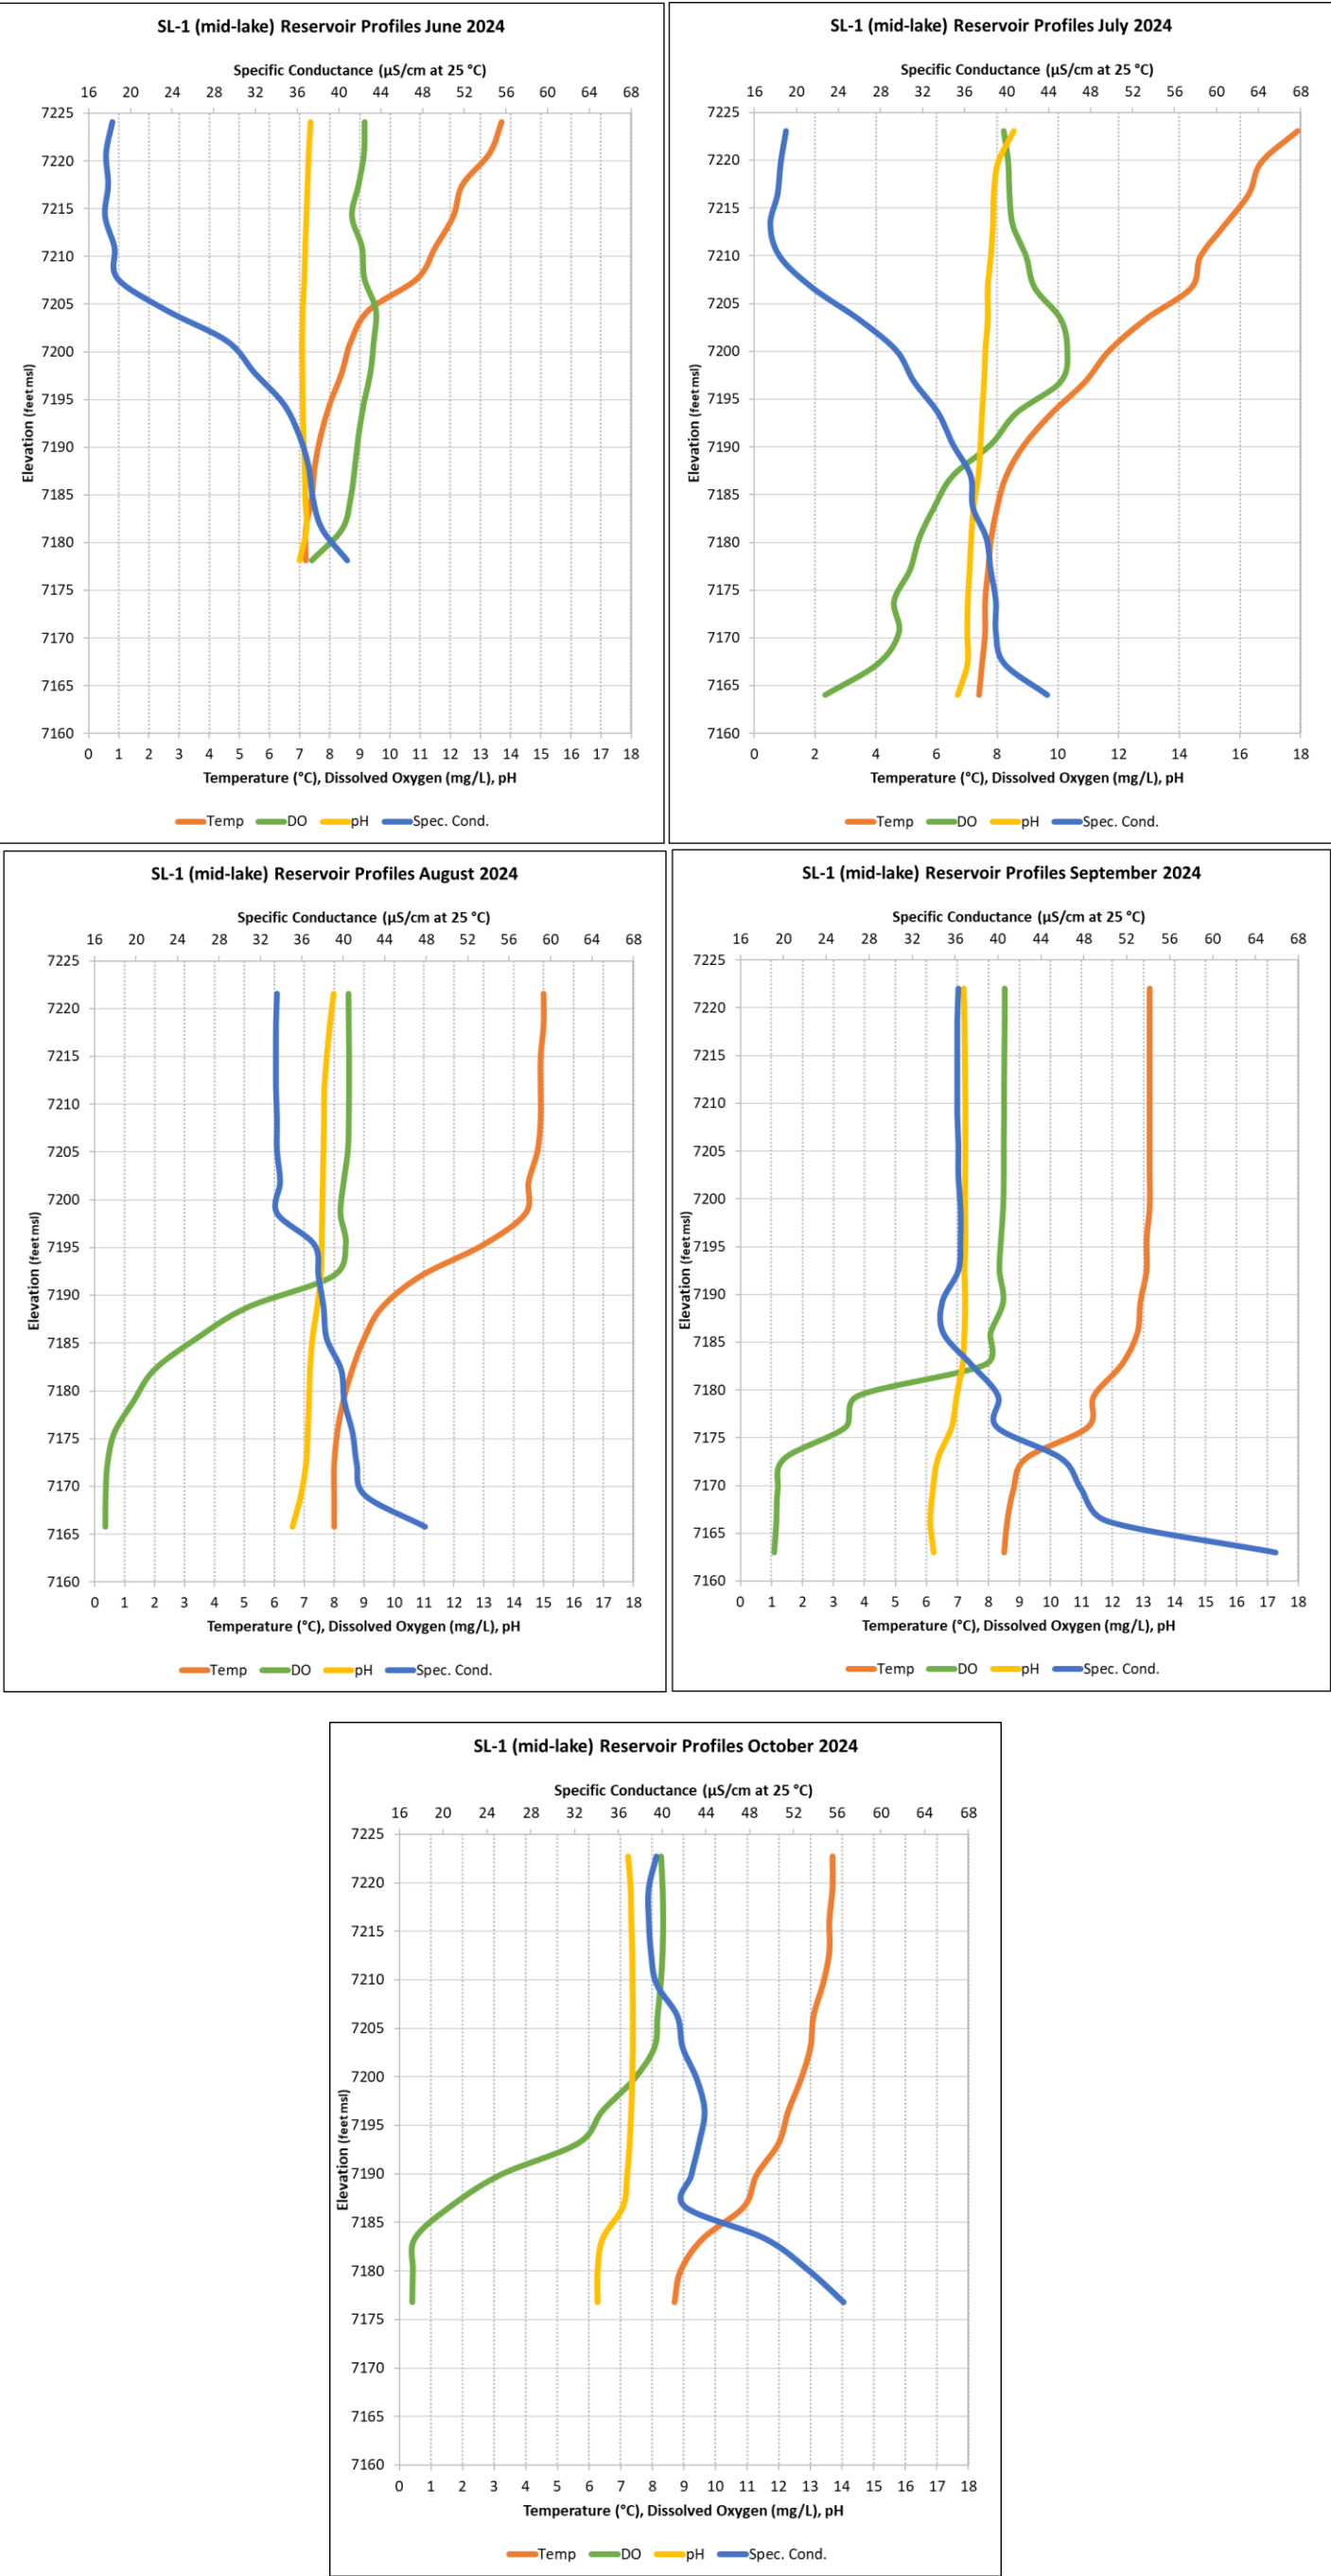 SL-1 (mid-lake) Reservoir Profiles June 2024
Specific Conductance (µS/cm at 25 °C)
16 20 24 28 32 36 40 44 48 52 56 60 64 68
7225
7220
7215
7210
7205
7200
7195
7190
7185
7180
7175
7170
7165
7160
Elevation (feet msl)
0 1 2 3 4 5 6 7 8 9 10 11 12 13 14 15 16 17 18
Temperature (°C), Dissolved Oxygen (mg/L), pH
Temp DO pH Spec. Cond.
SL-1 (mid-lake) Reservoir Profiles July 2024
Specific Conductance (µS/cm at 25 °C)
16 20 24 28 32 36 40 44 48 52 56 60 64 68
7225
7220
7215
7210
7205
7200
7195
7190
7185
7180
7175
7170
7165
7160
Elevation (feet msl)
0 2 4 6 8 10 12 14 16 18
Temperature (°C), Dissolved Oxygen (mg/L), pH
Temp DO pH Spec. Cond.
SL-1 (mid-lake) Reservoir Profiles August 2024
Specific Conductance (µS/cm at 25 °C)
16 20 24 28 32 36 40 44 48 52 56 60 64 68
7225
7220
7215
7210
7205
7200
7195
7190
7185
7180
7175
7170
7165
7160
Elevation (feet msl)
0 1 2 3 4 5 6 7 8 9 10 11 12 13 14 15 16 17 18
Temperature (°C), Dissolved Oxygen (mg/L), pH
Temp DO pH Spec. Cond.
SL-1 (mid-lake) Reservoir Profiles September 2024
Specific Conductance (µS/cm at 25 °C)
16 20 24 28 32 36 40 44 48 52 56 60 64 68
7225
7220
7215
7210
7205
7200
7195
7190
7185
7180
7175
7170
7165
7160
Elevation (feet msl)
0 1 2 3 4 5 6 7 8 9 10 11 12 13 14 15 16 17 18
Temperature (°C), Dissolved Oxygen (mg/L), pH
Temp DO pH Spec. Cond.
SL-1 (mid-lake) Reservoir Profiles October 2024
Specific Conductance (µS/cm at 25 °C)
16 20 24 28 32 36 40 44 48 52 56 60 64 68
7225
7220
7215
7210
7205
7200
7195
7190
7185
7180
7175
7170
7165
7160
Elevation (feet msl)
0 1 2 3 4 5 6 7 8 9 10 11 12 13 14 15 16 17 18
Temperature (°C), Dissolved Oxygen (mg/L), pH
Temp DO pH Spec. Cond.